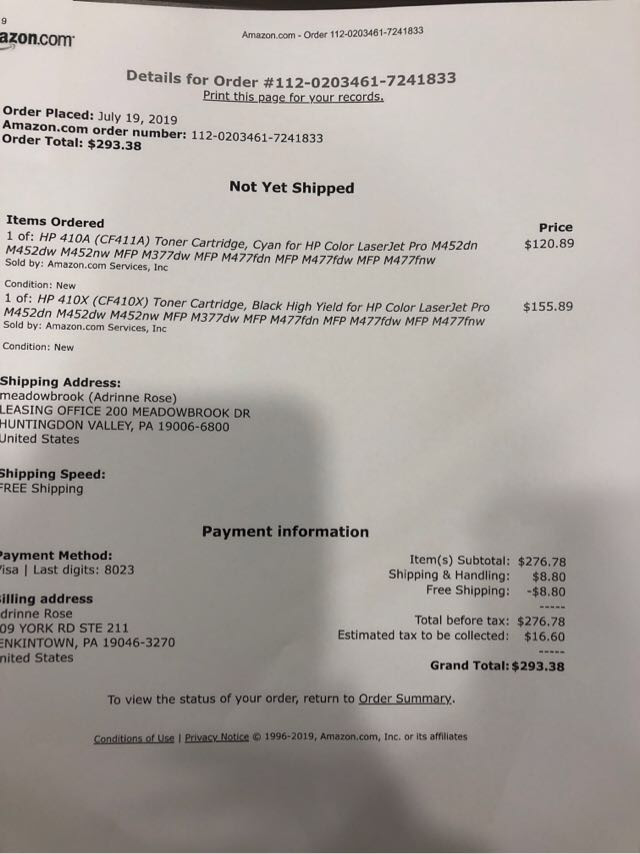 9
azon.com
Amazon.com - Order 112-0203461-7241833
Details for Order #112-0203461-7241833
Print this page for your records.
Order Placed: July 19, 2019
Amazon.com order number: 112-0203461-7241833
Order Total: $293.38
Not Yet Shipped
Items Ordered Price
1 of: HP 410A (CF411A) Toner Cartridge, Cyan for HP Color LaserJet Pro M452dn $120.89
M452dw M452nw MFP M377dw MFP M477fdn MFP M477fdw MFP M477fnw
Sold by: Amazon.com Services, Inc
Condition: New
1 of: HP 410X (CF410X) Toner Cartridge, Black High Yield for HP Color LaserJet Pro $155.89
M452dn M452dw M452nw MFP M377dw MFP M477fdn MFP M477fdw MFP M477fnw
Sold by: Amazon.com Services, Inc
Condition: New
Shipping Address:
meadowbrook (Adrinne Rose)
LEASING OFFICE 200 MEADOWBROOK DR
HUNTINGDON VALLEY, PA 19006-6800
United States
Shipping Speed:
FREE Shipping
Payment information
Payment Method:
isa | Last digits: 8023
illing address
drinne Rose
09 YORK RD STE 211
ENKINTOWN, PA 19046-3270
nited States
Item(s) Subtotal: $276.78
Shipping & Handling: $8.80
Free Shipping: -$8.80
-----
Total before tax: $276.78
Estimated tax to be collected: $16.60
-----
Grand Total: $293.38
To view the status of your order, return to Order Summary.
Conditions of Use | Privacy Notice © 1996-2019, Amazon.com, Inc. or its affiliates